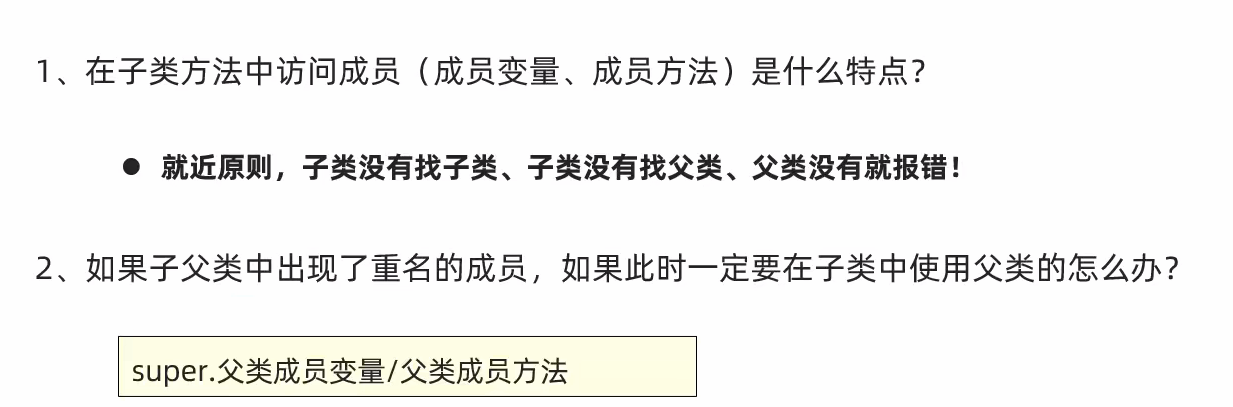 1、在子类方法中访问成员（成员变量、成员方法）是什么特点？
● 就近原则，子类没有找子类、子类没有找父类、父类没有就报错！
2、如果子父类中出现了重名的成员，如果此时一定要在子类中使用父类的怎么办？
super.父类成员变量/父类成员方法